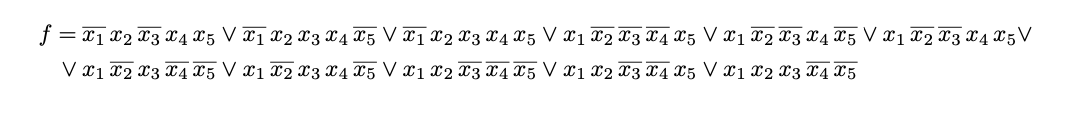 f = x̅₁ x₂ x̅₃ x₄ x₅ ∨ x̅₁ x₂ x₃ x₄ x̅₅ ∨ x̅₁ x₂ x₃ x₄ x₅ ∨ x₁ x̅₂ x̅₃ x̅₄ x₅ ∨ x₁ x̅₂ x̅₃ x₄ x̅₅ ∨ x₁ x̅₂ x̅₃ x₄ x₅ ∨
∨ x₁ x̅₂ x₃ x̅₄ x̅₅ ∨ x₁ x̅₂ x₃ x₄ x̅₅ ∨ x₁ x₂ x̅₃ x̅₄ x̅₅ ∨ x₁ x₂ x̅₃ x̅₄ x₅ ∨ x₁ x₂ x₃ x̅₄ x̅₅